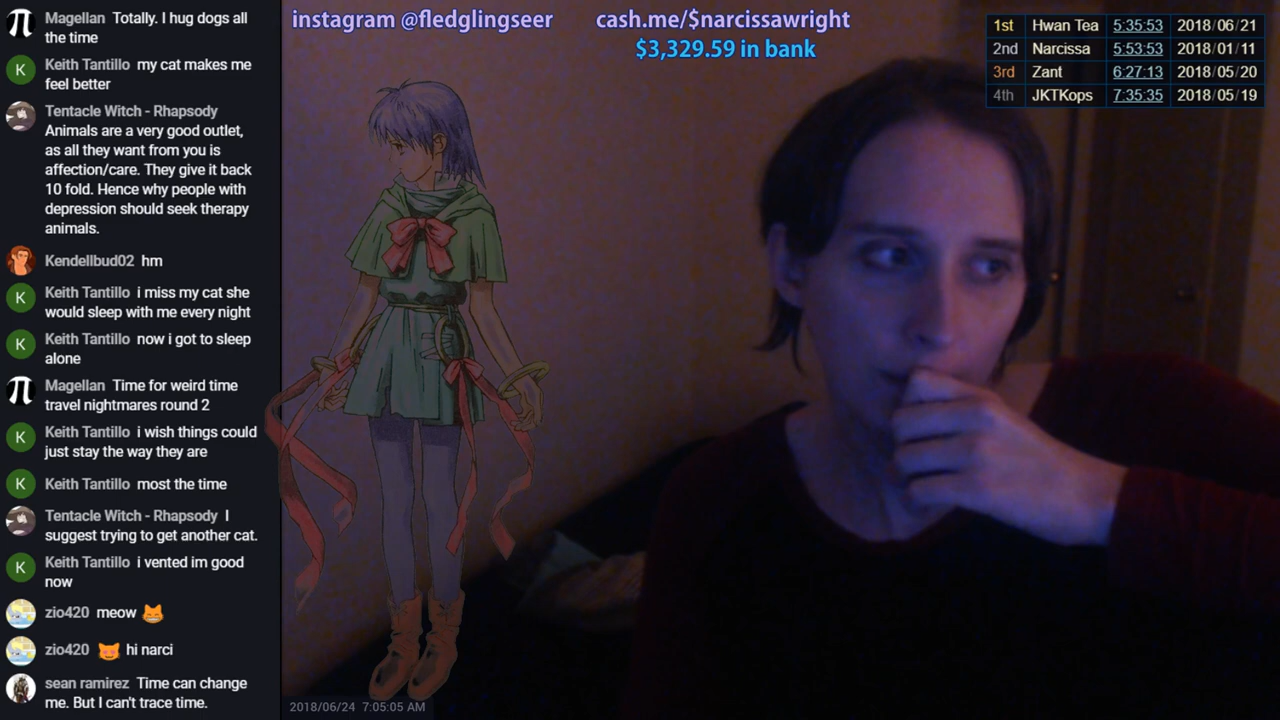 Magellan Totally. I hug dogs all
the time
Keith Tantillo my cat makes me
feel better
Tentacle Witch - Rhapsody
Animals are a very good outlet,
as all they want from you is
affection/care. They give it back
10 fold. Hence why people with
depression should seek therapy
animals.
Kendellbud02 hm
Keith Tantillo i miss my cat she
would sleep with me every night
Keith Tantillo now i got to sleep
alone
Magellan Time for weird time
travel nightmares round 2
Keith Tantillo i wish things could
just stay the way they are
Keith Tantillo most the time
Tentacle Witch - Rhapsody I
suggest trying to get another cat.
Keith Tantillo i vented im good
now
zio420 meow
zio420 hi narci
sean ramirez Time can change
me. But I can't trace time.
instagram @fledglingseer
cash.me/$narcissawright
$3,329.59 in bank
1st Hwan Tea 5:35:53 2018/06/21
2nd Narcissa 5:53:53 2018/01/11
3rd Zant 6:27:13 2018/05/20
4th JKTKops 7:35:35 2018/05/19
2018/06/24 7:05:05 AM